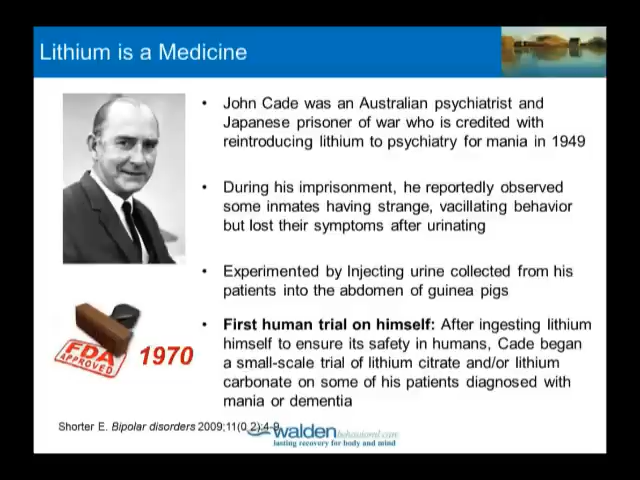 Lithium is a Medicine
• John Cade was an Australian psychiatrist and
Japanese prisoner of war who is credited with
reintroducing lithium to psychiatry for mania in 1949
• During his imprisonment, he reportedly observed
some inmates having strange, vacillating behavior
but lost their symptoms after urinating
• Experimented by Injecting urine collected from his
patients into the abdomen of guinea pigs
• First human trial on himself: After ingesting lithium
himself to ensure its safety in humans, Cade began
a small-scale trial of lithium citrate and/or lithium
carbonate on some of his patients diagnosed with
mania or dementia
FDA
APPROVED
1970
Shorter E. Bipolar disorders 2009;11(0 2):4-9
walden behavioral care
lasting recovery for body and mind